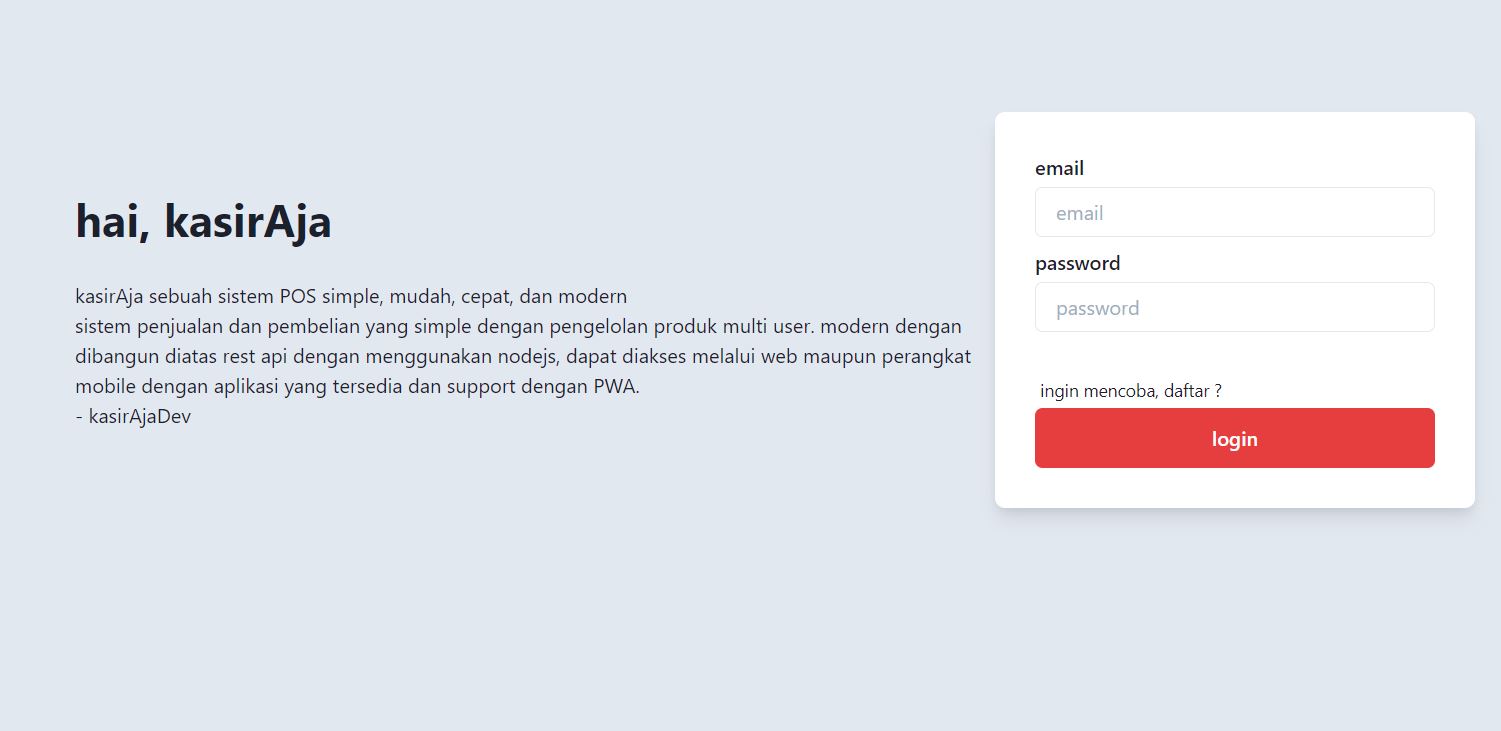 hai, kasirAja
kasirAja sebuah sistem POS simple, mudah, cepat, dan modern
sistem penjualan dan pembelian yang simple dengan pengelolan produk multi user. modern dengan
dibangun diatas rest api dengan menggunakan nodejs, dapat diakses melalui web maupun perangkat
mobile dengan aplikasi yang tersedia dan support dengan PWA.
- kasirAjaDev
email
email
password
password
ingin mencoba, daftar ?
login